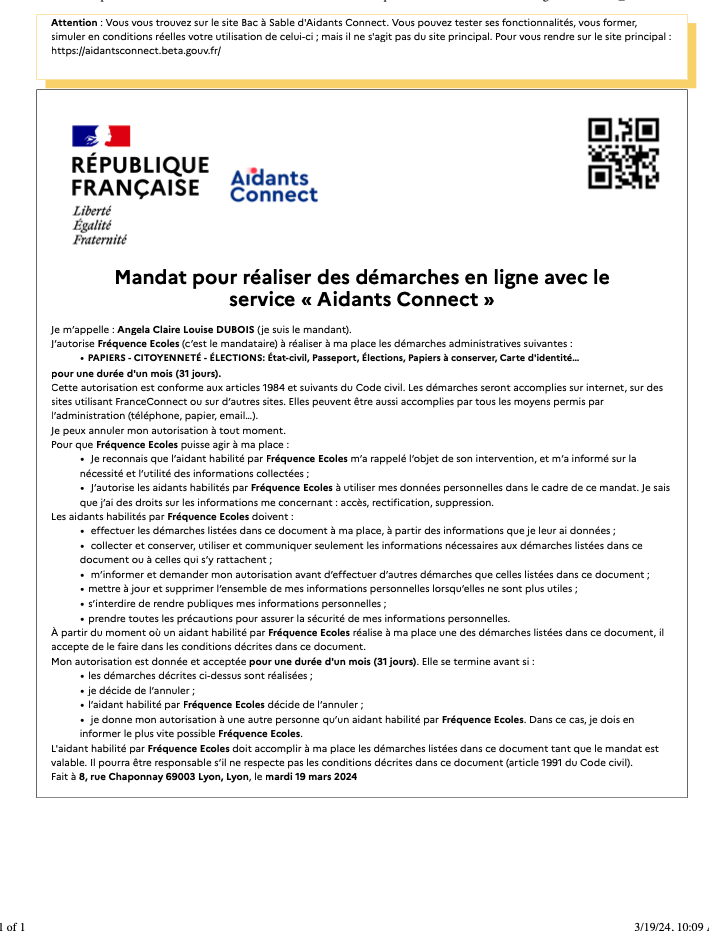 Attention : Vous vous trouvez sur le site Bac à Sable d'Aidants Connect. Vous pouvez tester ses fonctionnalités, vous former,
simuler en conditions réelles votre utilisation de celui-ci ; mais il ne s'agit pas du site principal. Pour vous rendre sur le site principal :
https://aidantsconnect.beta.gouv.fr/
RÉPUBLIQUE
FRANÇAISE
Liberté
Égalité
Fraternité
Aidants
Connect
Mandat pour réaliser des démarches en ligne avec le
service « Aidants Connect »
Je m'appelle : Angela Claire Louise DUBOIS (je suis le mandant).
J'autorise Fréquence Ecoles (c'est le mandataire) à réaliser à ma place les démarches administratives suivantes :
• PAPIERS - CITOYENNETÉ - ÉLECTIONS: État-civil, Passeport, Élections, Papiers à conserver, Carte d'identité…
pour une durée d'un mois (31 jours).
Cette autorisation est conforme aux articles 1984 et suivants du Code civil. Les démarches seront accomplies sur internet, sur des
sites utilisant FranceConnect ou sur d'autres sites. Elles peuvent être aussi accomplies par tous les moyens permis par
l'administration (téléphone, papier, email…).
Je peux annuler mon autorisation à tout moment.
Pour que Fréquence Ecoles puisse agir à ma place :
• Je reconnais que l'aidant habilité par Fréquence Ecoles m'a rappelé l'objet de son intervention, et m'a informé sur la
nécessité et l'utilité des informations collectées ;
• J'autorise les aidants habilités par Fréquence Ecoles à utiliser mes données personnelles dans le cadre de ce mandat. Je sais
que j'ai des droits sur les informations me concernant : accès, rectification, suppression.
Les aidants habilités par Fréquence Ecoles doivent :
• effectuer les démarches listées dans ce document à ma place, à partir des informations que je leur ai données ;
• collecter et conserver, utiliser et communiquer seulement les informations nécessaires aux démarches listées dans ce
document ou à celles qui s'y rattachent ;
• m'informer et demander mon autorisation avant d'effectuer d'autres démarches que celles listées dans ce document ;
• mettre à jour et supprimer l'ensemble de mes informations personnelles lorsqu'elles ne sont plus utiles ;
• s'interdire de rendre publiques mes informations personnelles ;
• prendre toutes les précautions pour assurer la sécurité de mes informations personnelles.
À partir du moment où un aidant habilité par Fréquence Ecoles réalise à ma place une des démarches listées dans ce document, il
accepte de le faire dans les conditions décrites dans ce document.
Mon autorisation est donnée et acceptée pour une durée d'un mois (31 jours). Elle se termine avant si :
• les démarches décrites ci-dessus sont réalisées ;
• je décide de l'annuler ;
• l'aidant habilité par Fréquence Ecoles décide de l'annuler ;
• je donne mon autorisation à une autre personne qu'un aidant habilité par Fréquence Ecoles. Dans ce cas, je dois en
informer le plus vite possible Fréquence Ecoles.
L'aidant habilité par Fréquence Ecoles doit accomplir à ma place les démarches listées dans ce document tant que le mandat est
valable. Il pourra être responsable s'il ne respecte pas les conditions décrites dans ce document (article 1991 du Code civil).
Fait à 8, rue Chaponnay 69003 Lyon, Lyon, le mardi 19 mars 2024
1 of 1
3/19/24, 10:09